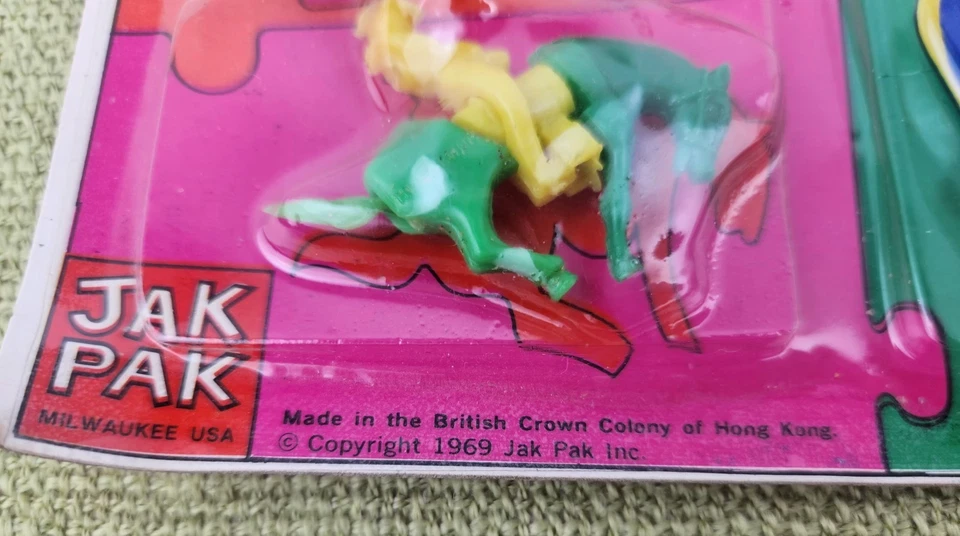 JAK
PAK
MILWAUKEE USA
Made in the British Crown Colony of Hong Kong.
© Copyright 1969 Jak Pak Inc.